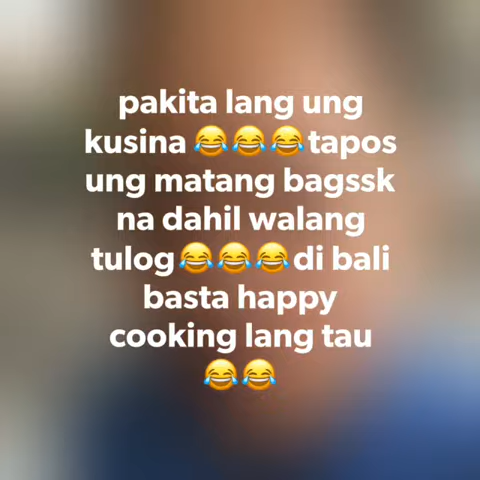 pakita lang ung
kusina 😂😂😂tapos
ung matang bagssk
na dahil walang
tulog😂😂😂di bali
basta happy
cooking lang tau
😂😂